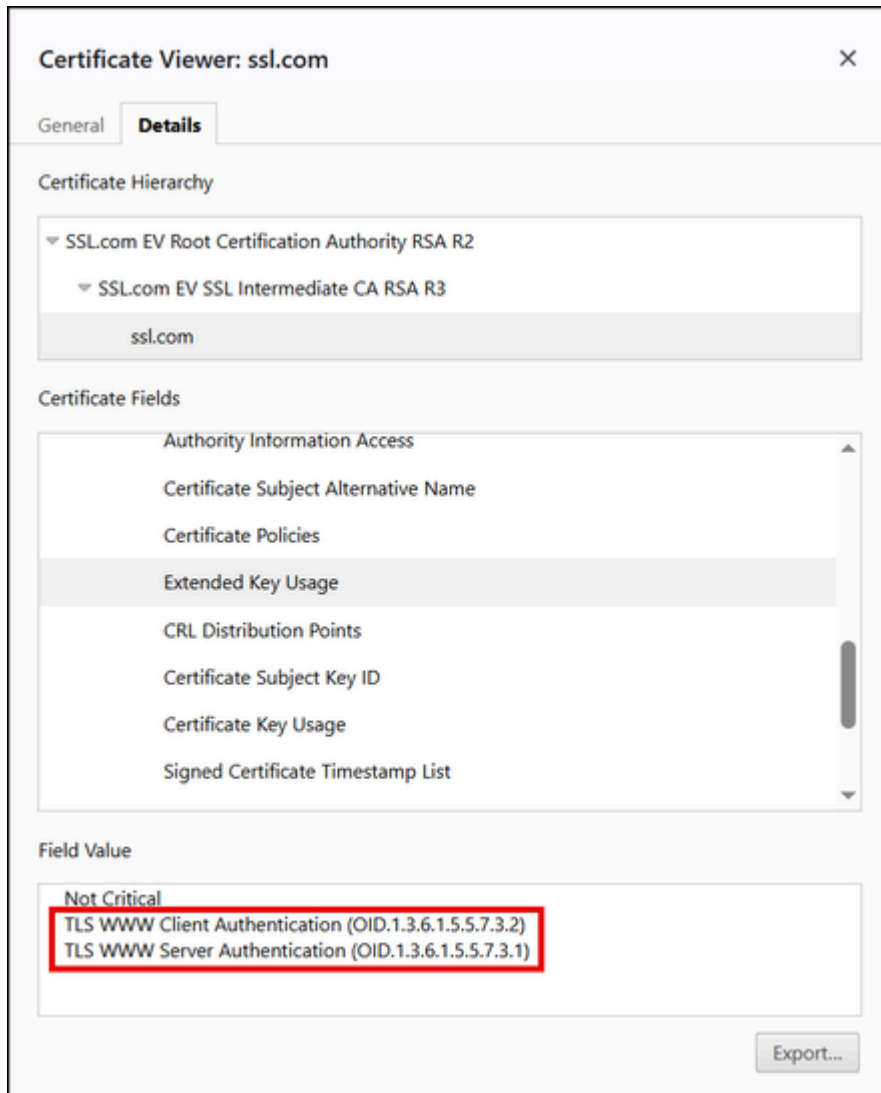 Certificate Viewer: ssl.com
General Details
Certificate Hierarchy
SSL.com EV Root Certification Authority RSA R2
SSL.com EV SSL Intermediate CA RSA R3
ssl.com
Certificate Fields
Authority Information Access
Certificate Subject Alternative Name
Certificate Policies
Extended Key Usage
CRL Distribution Points
Certificate Subject Key ID
Certificate Key Usage
Signed Certificate Timestamp List
Field Value
Not Critical
TLS WWW Client Authentication (OID.1.3.6.1.5.5.7.3.2)
TLS WWW Server Authentication (OID.1.3.6.1.5.5.7.3.1)
Export...